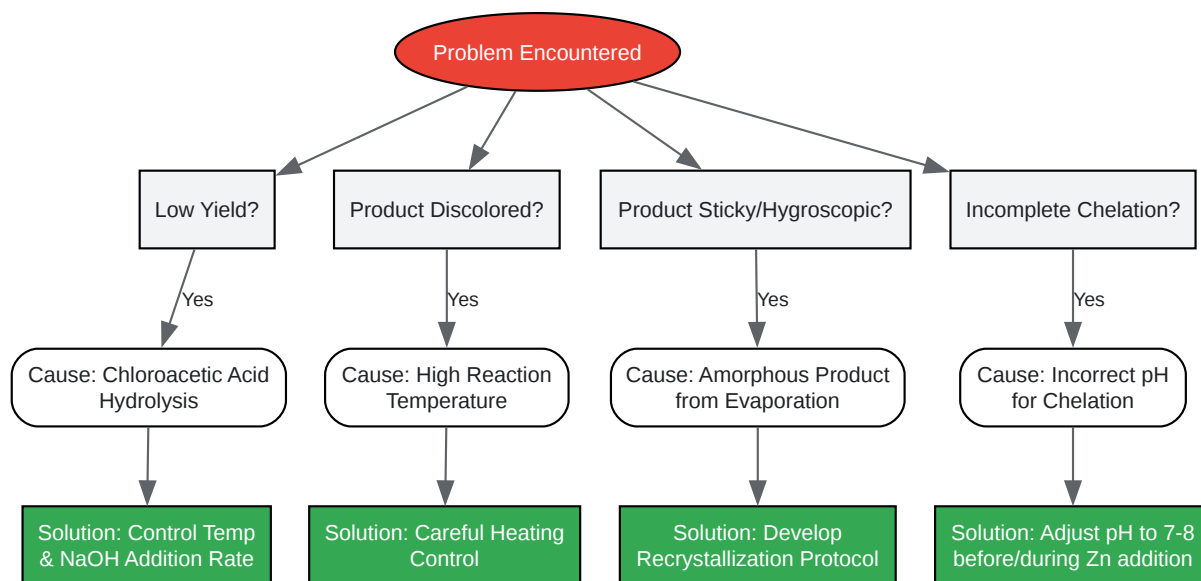 Problem Encountered
Low Yield?
Product Discolored?
Product Sticky/Hygroscopic?
Incomplete Chelation?
Yes
Yes
Yes
Yes
Cause: Chloroacetic Acid
Hydrolysis
Cause: High Reaction
Temperature
Cause: Amorphous Product
from Evaporation
Cause: Incorrect pH
for Chelation
Solution: Control Temp
& NaOH Addition Rate
Solution: Careful Heating
Control
Solution: Develop
Recrystallization Protocol
Solution: Adjust pH to 7-8
before/during Zn addition